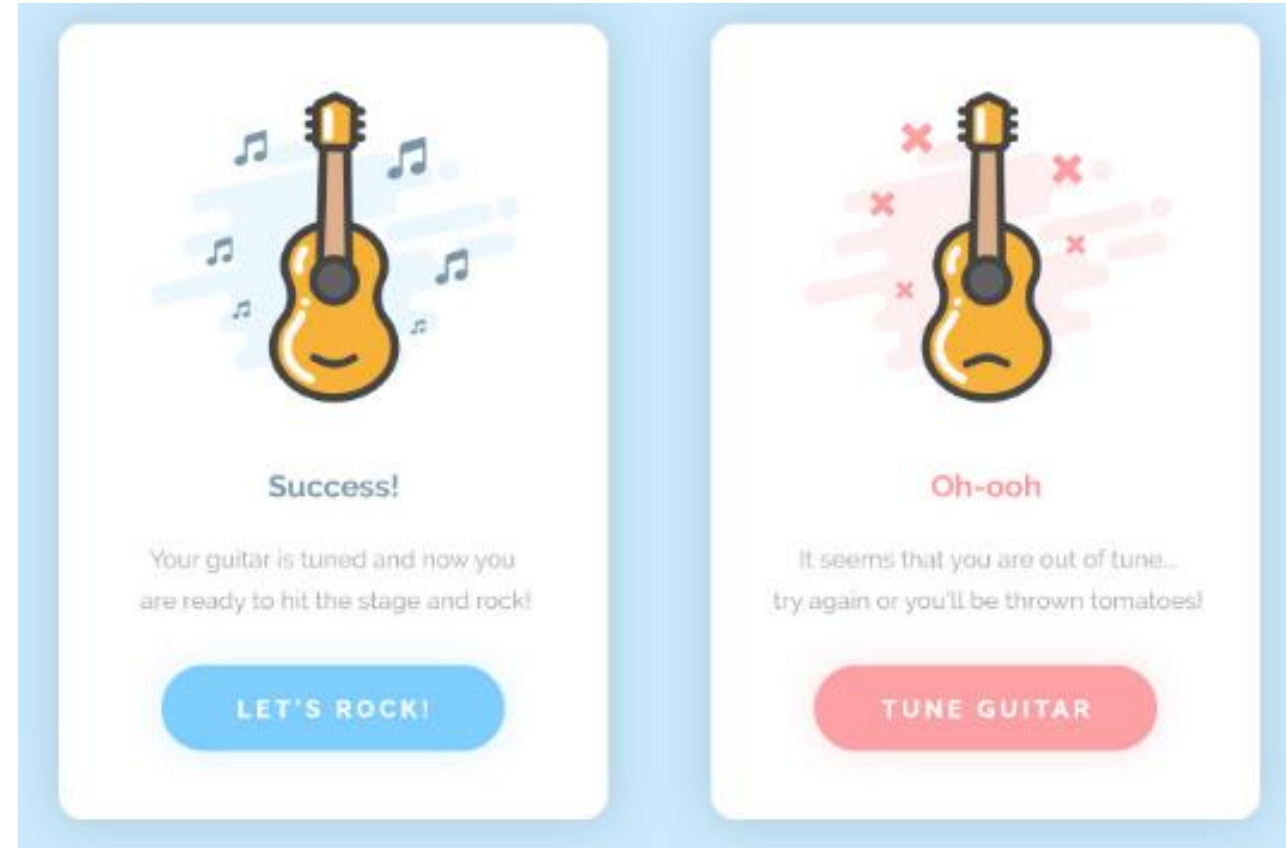 Success!
Your guitar is tuned and now you
are ready to hit the stage and rock!
LET'S ROCK!
Oh-ooh
It seems that you are out of tune...
try again or you'll be thrown tomatoes!
TUNE GUITAR